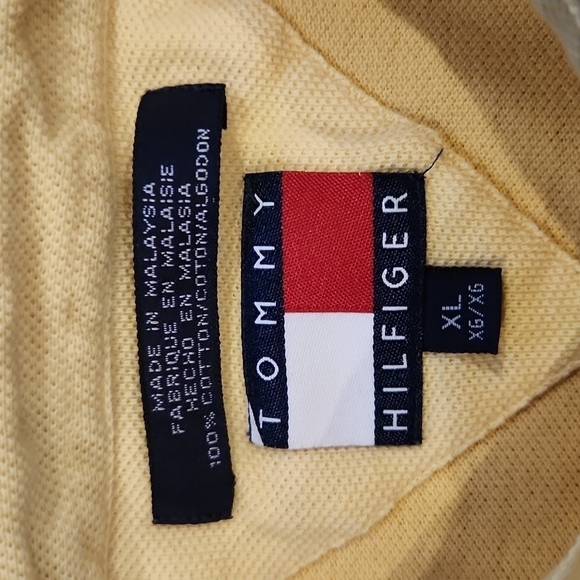 MADE IN MALAYSIA
FABRIQUE EN MALAISIE
HECHO EN MALASIA
100% COTTON/COTON/ALGODON
TOMMY
HILFIGER
XL
XG/XG